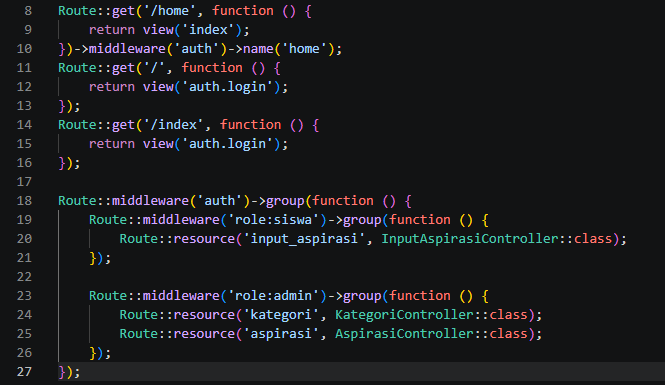 8 Route::get('/home', function () {
9 return view('index');
10 })->middleware('auth')->name('home');
11 Route::get('/', function () {
12 return view('auth.login');
13 });
14 Route::get('/index', function () {
15 return view('auth.login');
16 });
17
18 Route::middleware('auth')->group(function () {
19 Route::middleware('role:siswa')->group(function () {
20 Route::resource('input_aspirasi', InputAspirasiController::class);
21 });
22
23 Route::middleware('role:admin')->group(function () {
24 Route::resource('kategori', KategoriController::class);
25 Route::resource('aspirasi', AspirasiController::class);
26 });
27 });